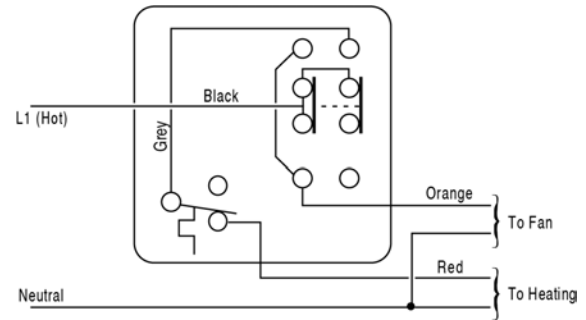 Black
L1 (Hot)
Grey
Orange
To Fan
Red
Neutral
To Heating